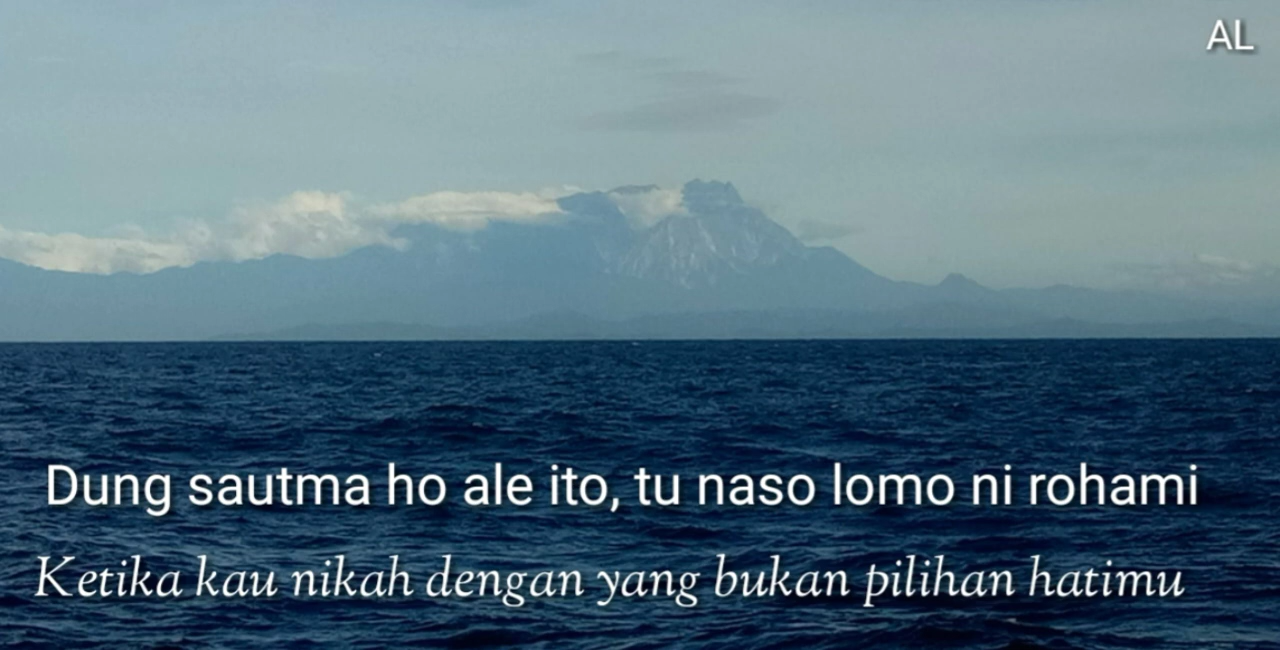 AL
Dung sautma ho ale ito, tu naso lomo ni rohami
Ketika kau nikah dengan yang bukan pilihan hatimu